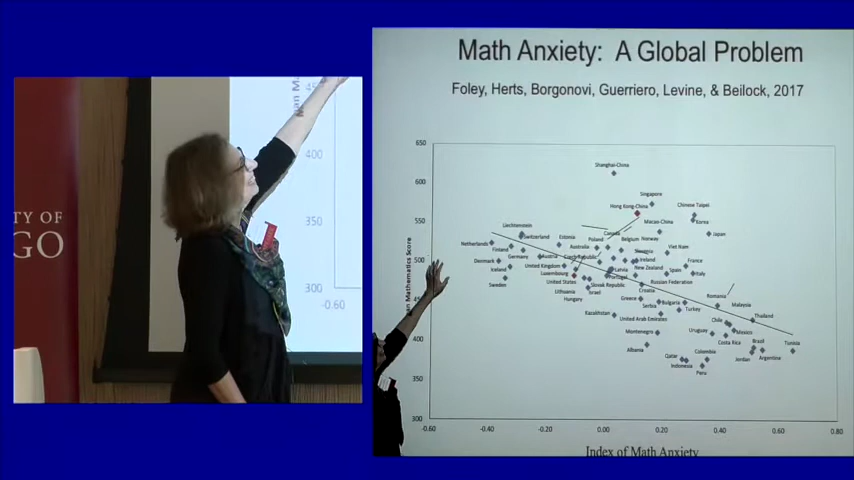 TY OF
GO
450
400
350
300
-0.60
Math Anxiety: A Global Problem
Foley, Herts, Borgonovi, Guerriero, Levine, & Beilock, 2017
650
600
550
500
450
400
350
300
an Mathematics Score
Shanghai-China
Singapore
Hong Kong-China
Chinese Taipei
Macao-China
Korea
Japan
Liechtenstein
Switzerland
Netherlands
Estonia
Canada
Poland
Belgium
Norway
Finland
Australia
Viet Nam
Denmark
Germany
Austria
Czech Republic
Slovenia
Ireland
France
Iceland
United Kingdom
Latvia
New Zealand
Spain
Luxembourg
Portugal
Italy
Sweden
United States
Slovak Republic
Russian Federation
Lithuania
Israel
Croatia
Hungary
Greece
Romania
Serbia
Bulgaria
Malaysia
Kazakhstan
United Arab Emirates
Turkey
Thailand
Chile
Montenegro
Uruguay
Mexico
Costa Rica
Brazil
Tunisia
Albania
Colombia
Qatar
Jordan
Argentine
Indonesia
Peru
-0.60 -0.40 -0.20 0.00 0.20 0.40 0.60 0.80
Index of Math Anxiety